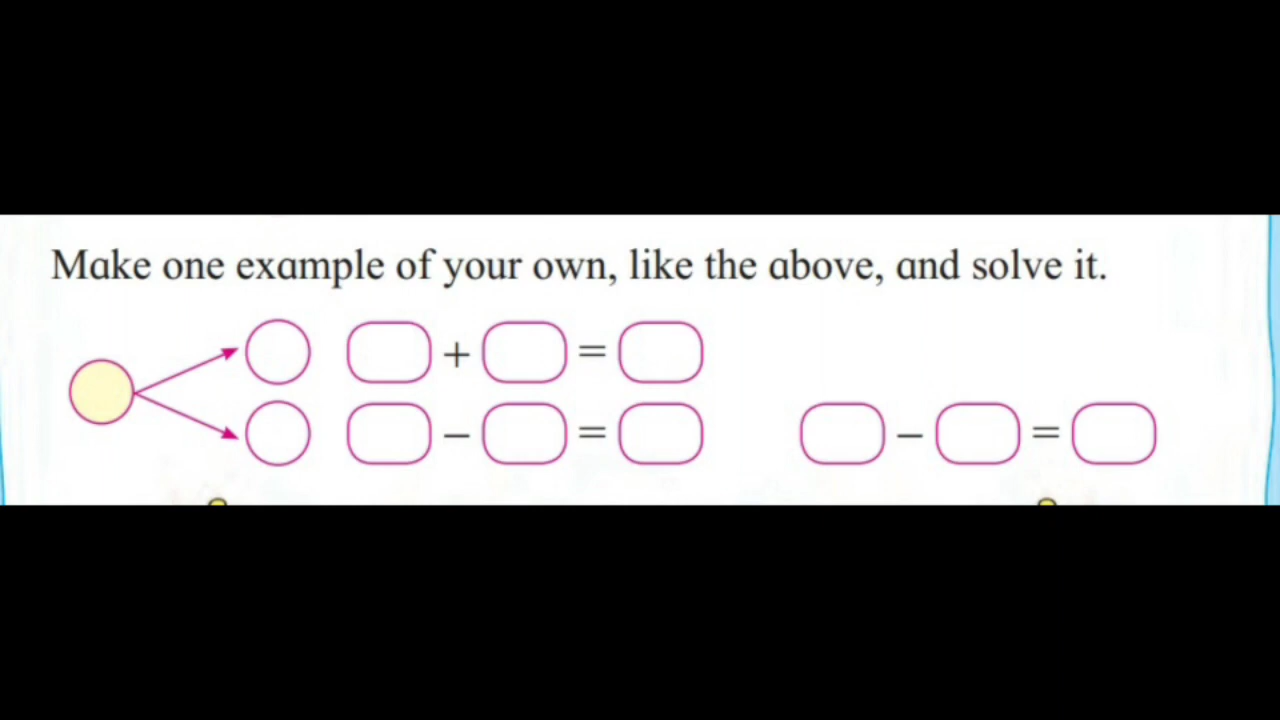 Make one example of your own, like the above, and solve it.
+ =
– = – =